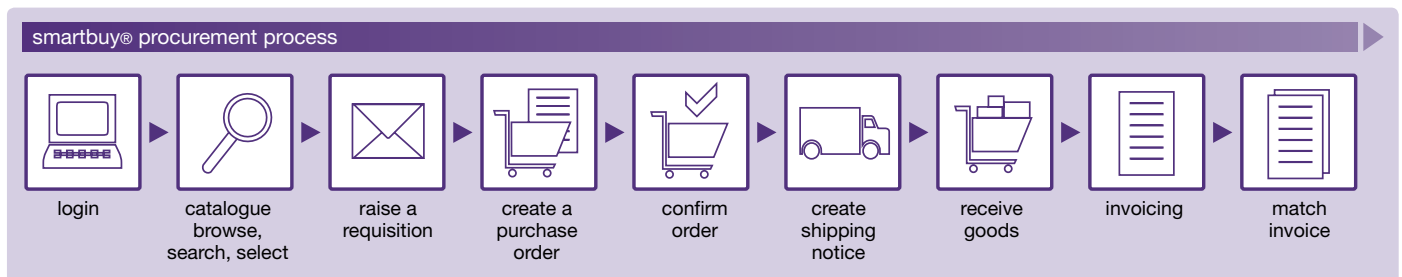 smartbuy® procurement process
login
catalogue
browse,
search, select
raise a
requisition
create a
purchase
order
confirm
order
create
shipping
notice
receive
goods
invoicing
match
invoice